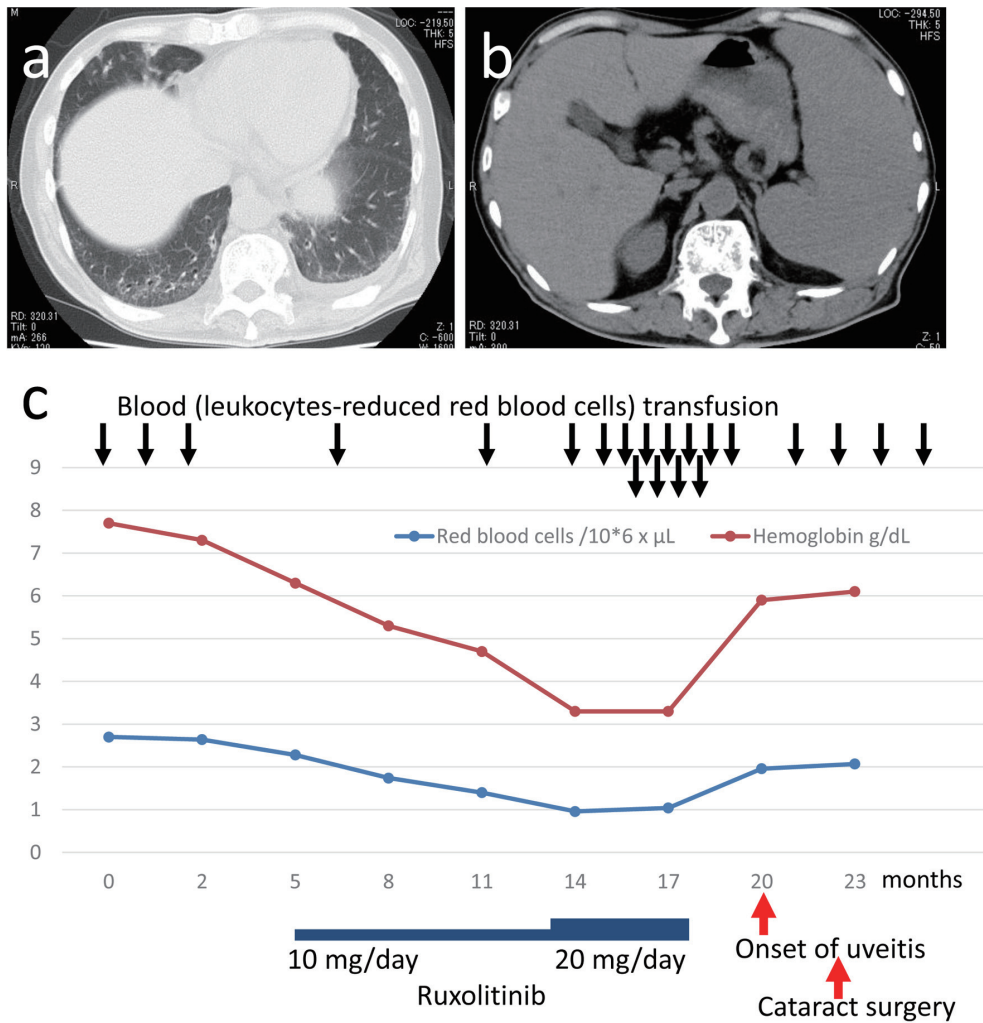 M
a
---
LOC: -219.50
THK: 5
HFS
R
L
RD: 320.31
Tilt: 0
mA: 266
KVp: 120
Z: 1
C: -600
W: 1600
b
LOC: -294.50
THK: 5
HFS
R
L
RD: 320.31
Tilt: 0
mA: 300
Z: 1
C: 50
c
Blood (leukocytes-reduced red blood cells) transfusion
9
8
7
6
5
4
3
2
1
0
Red blood cells /10*6 x µL
Hemoglobin g/dL
0 2 5 8 11 14 17 20 23 months
10 mg/day
20 mg/day
Ruxolitinib
Onset of uveitis
Cataract surgery